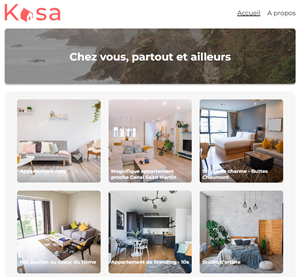 Kasa
Accueil A propos
Chez vous, partout et ailleurs
Appartement cosy
Magnifique appartement
proche Canal Saint Martin
Studio de charme - Buttes
Chaumont
Nid douillet au coeur du 11ème
Appartement de Standing - 10e
Studio d'artiste